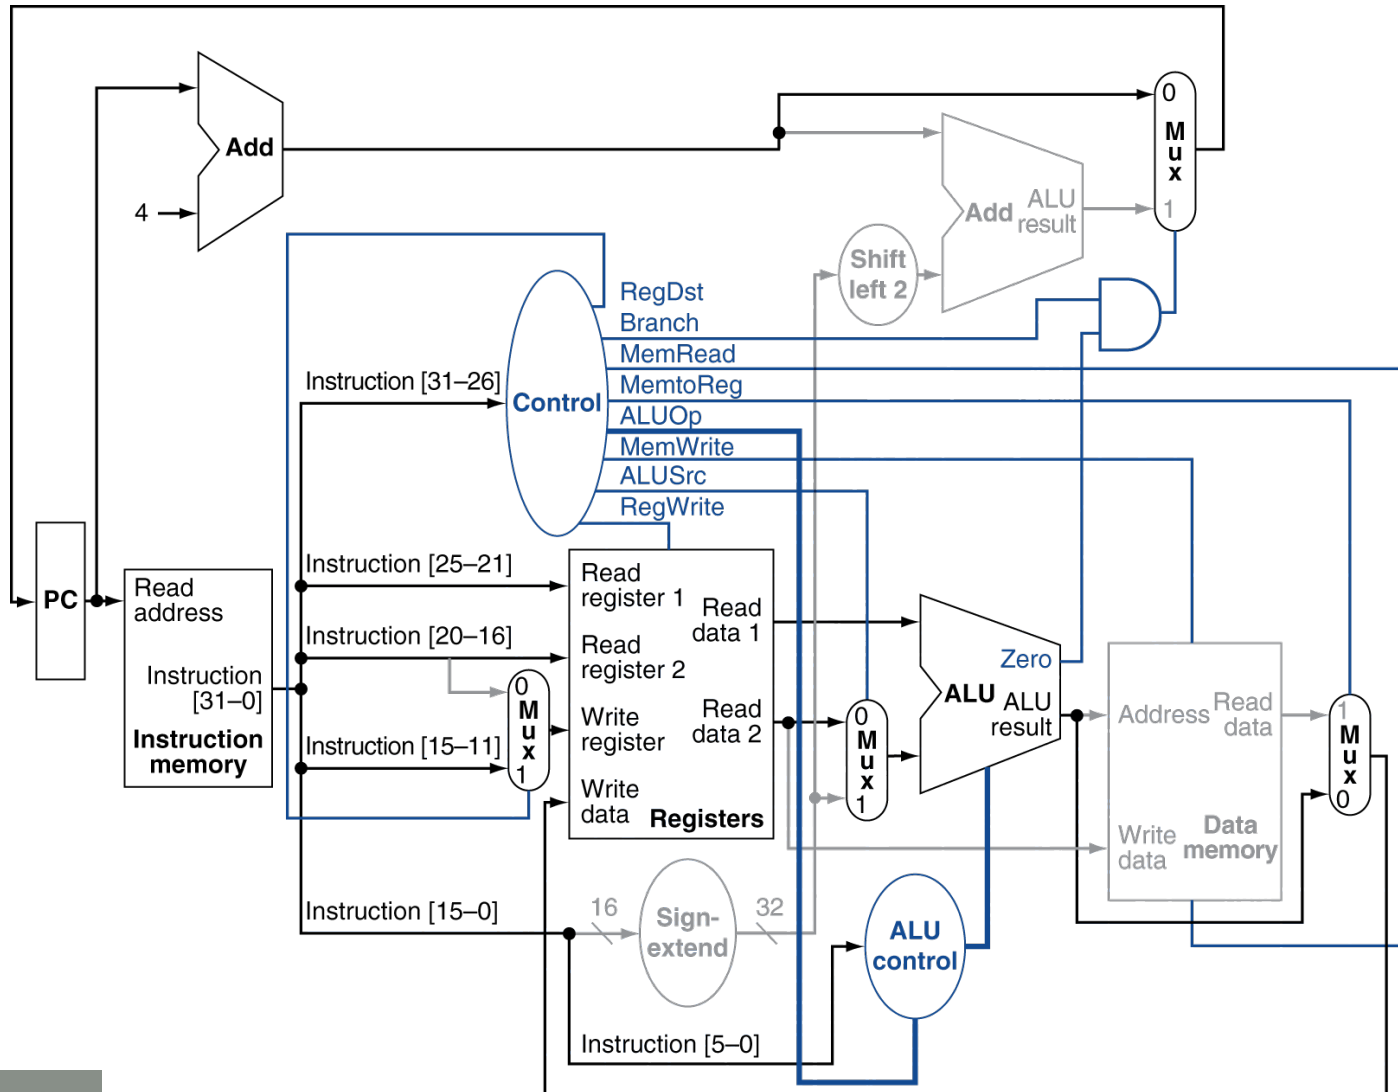 0
M
u
x
1
Add
4
Add
ALU
result
Shift
left 2
RegDst
Branch
MemRead
MemtoReg
ALUOp
MemWrite
ALUSrc
RegWrite
Control
Instruction [31–26]
Instruction [25–21]
Instruction [20–16]
Instruction [15–11]
Instruction [15–0]
Instruction [5–0]
PC
Read
address
Instruction
[31–0]
Instruction
memory
0
M
u
x
1
Read
register 1
Read
register 2
Write
register
Write
data
Read
data 1
Read
data 2
Registers
0
M
u
x
1
Zero
ALU
ALU
result
Address
Read
data
Write
data
Data
memory
1
M
u
x
0
16
Sign-
extend
32
ALU
control